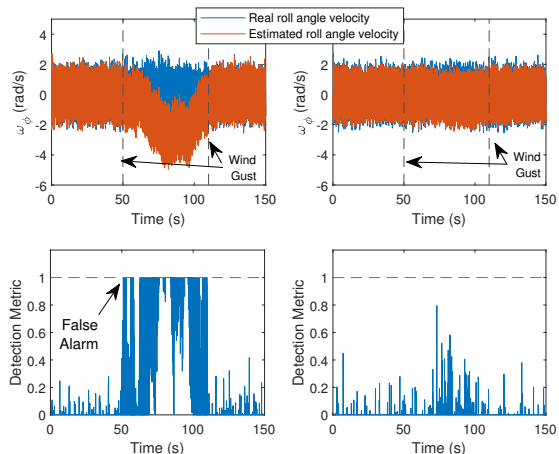 Real roll angle velocity
Estimated roll angle velocity
4
2
0
-2
-4
-6
ω_ϕ (rad/s)
0
50
100
150
Time (s)
Wind
Gust
4
2
0
-2
-4
-6
ω_ϕ (rad/s)
0
50
100
150
Time (s)
Wind
Gust
1
0.8
0.6
0.4
0.2
0
Detection Metric
0
50
100
150
Time (s)
False
Alarm
1
0.8
0.6
0.4
0.2
0
Detection Metric
0
50
100
150
Time (s)